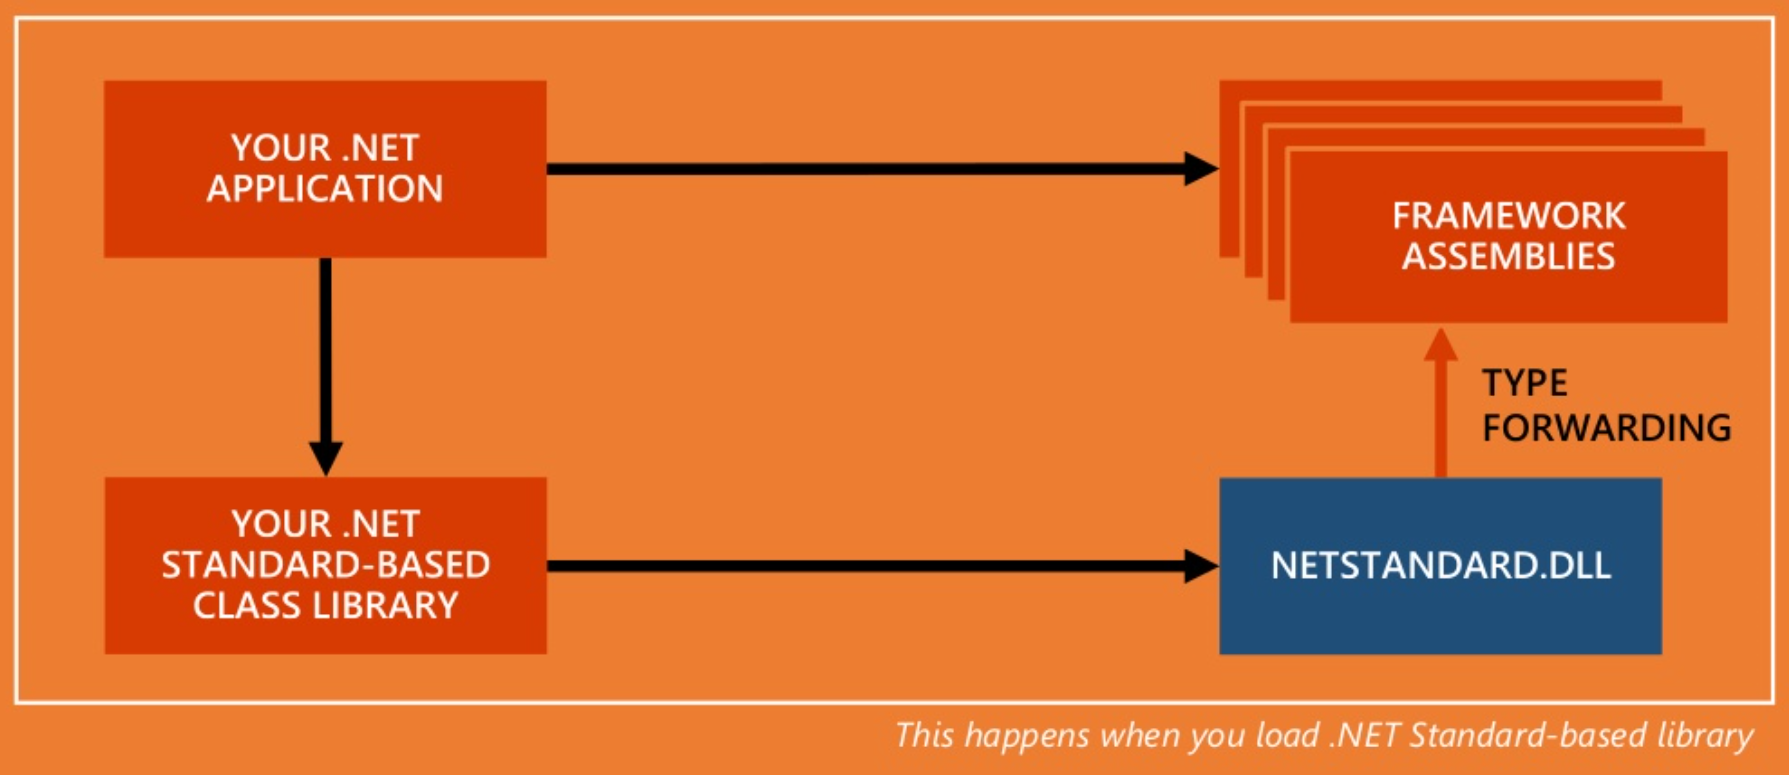 YOUR .NET
APPLICATION
FRAMEWORK
ASSEMBLIES
TYPE
FORWARDING
YOUR .NET
STANDARD-BASED
CLASS LIBRARY
NETSTANDARD.DLL
This happens when you load .NET Standard-based library